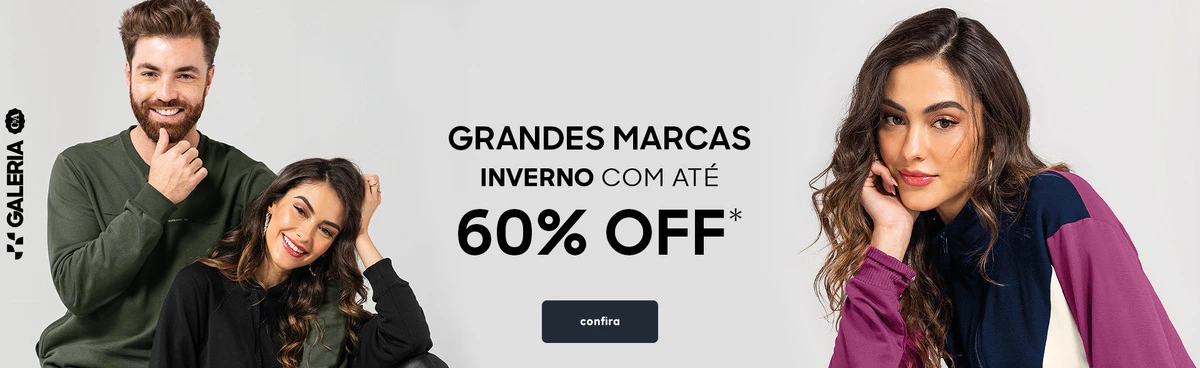 GALERIA C&A
GRANDES MARCAS
INVERNO COM ATÉ
60% OFF*
confira